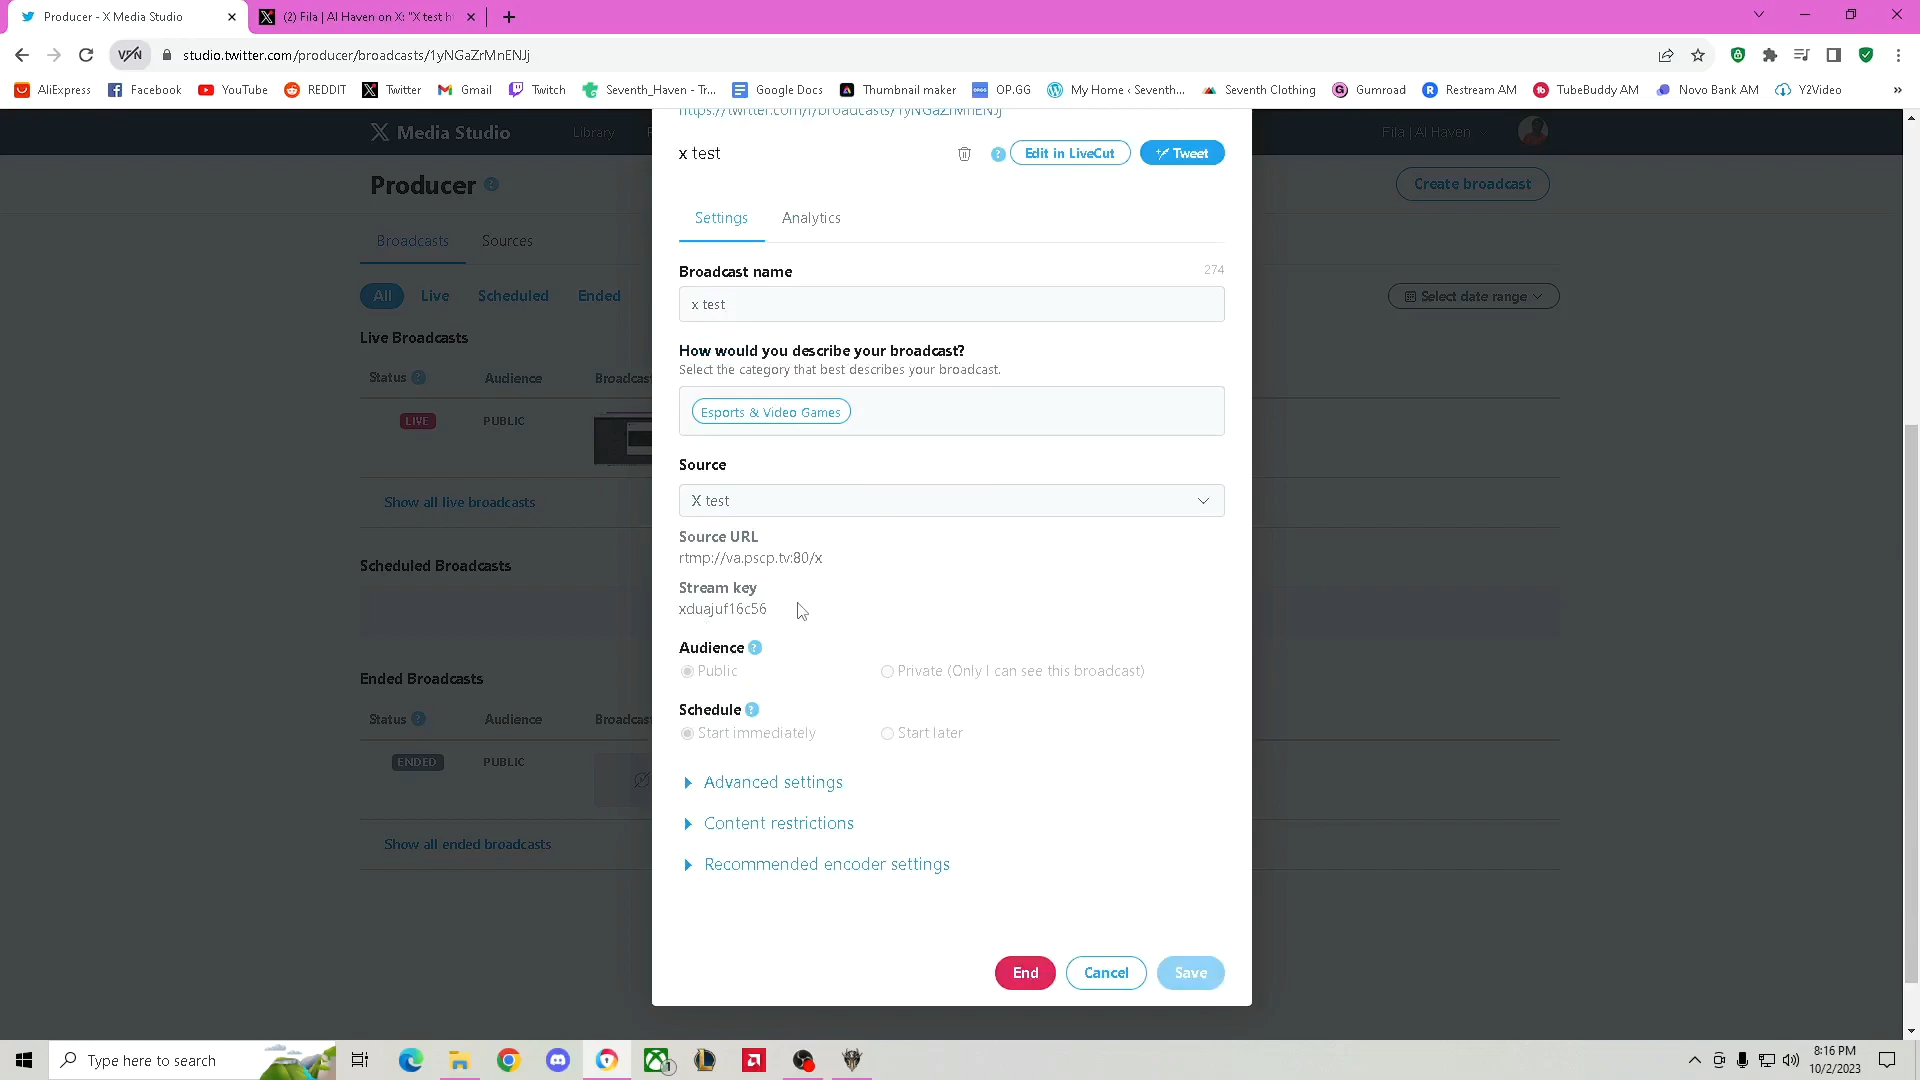 Producer - X Media Studio
(2) Fila | Al Haven on X: "X test h
VPN
studio.twitter.com/producer/broadcasts/1yNGaZrMnENJj
AliExpress
Facebook
YouTube
REDDIT
Twitter
Gmail
Twitch
Seventh_Haven - Tr...
Google Docs
Thumbnail maker
OP.GG
My Home ‹ Seventh...
Seventh Clothing
Gumroad
Restream AM
TubeBuddy AM
Novo Bank AM
Y2Video
»
https://twitter.com/i/broadcasts/1yNGaZrMnENJj
X Media Studio
Library
Fila | Al Haven
x test
?
Edit in LiveCut
Tweet
Producer ?
Create broadcast
Settings
Analytics
Broadcasts
Sources
Broadcast name
274
x test
All
Live
Scheduled
Ended
Select date range
Live Broadcasts
How would you describe your broadcast?
Select the category that best describes your broadcast.
Status ?
Audience
Broadcas
Esports & Video Games
LIVE
PUBLIC
Source
X test
Show all live broadcasts
Source URL
rtmp://va.pscp.tv:80/x
Scheduled Broadcasts
Stream key
xduajuf16c56
Audience ?
Public
Private (Only I can see this broadcast)
Ended Broadcasts
Schedule ?
Status ?
Audience
Broadcas
Start immediately
Start later
ENDED
PUBLIC
Advanced settings
Content restrictions
Show all ended broadcasts
Recommended encoder settings
End
Cancel
Save
Type here to search
1
8:16 PM
10/2/2023